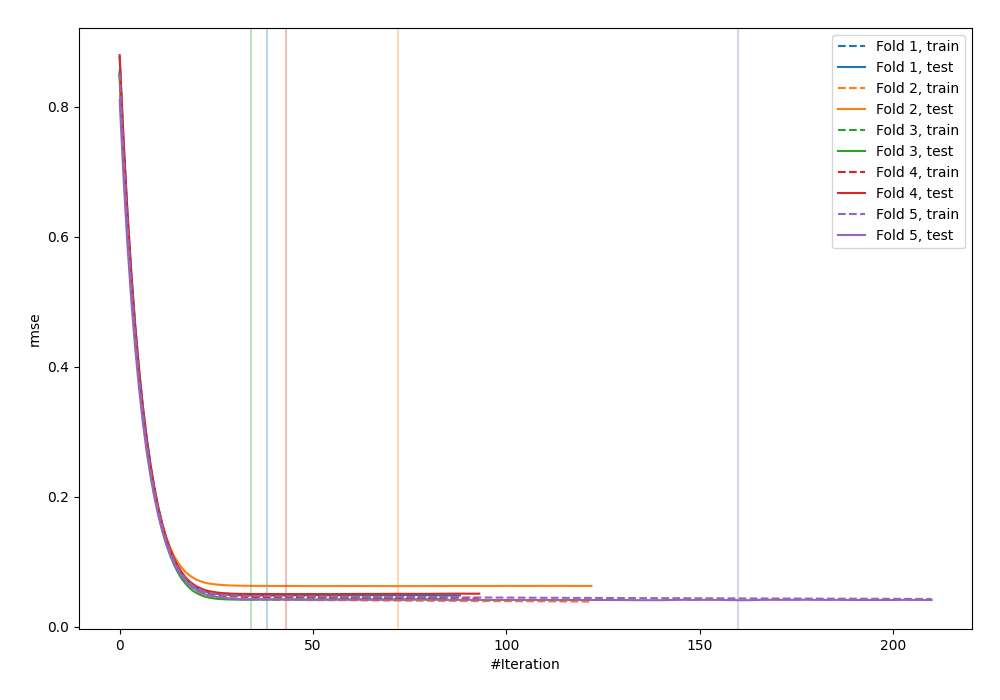 Fold 1, train
Fold 1, test
Fold 2, train
Fold 2, test
Fold 3, train
Fold 3, test
Fold 4, train
Fold 4, test
Fold 5, train
Fold 5, test
0.8
0.6
0.4
0.2
0.0
rmse
0
50
100
150
200
#Iteration